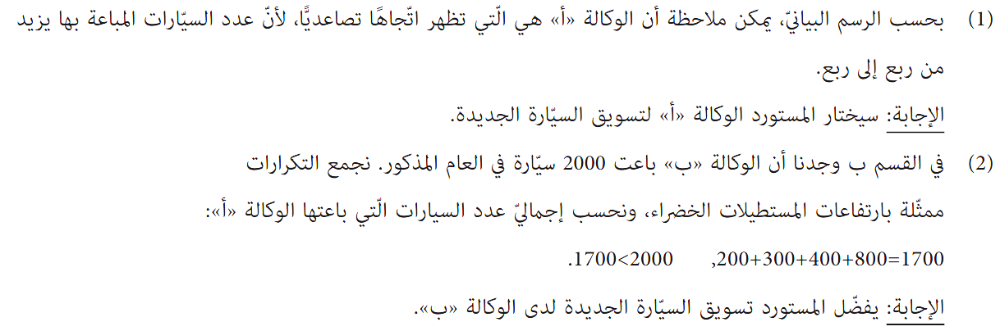 (1) بحسب الرسم البيانيّ، يمكن ملاحظة أن الوكالة «أ» هي الّتي تظهر اتّجاهًا تصاعديًّا، لأنّ عدد السيّارات المباعة بها يزيد
من ربع إلى ربع.
الإجابة: سيختار المستورد الوكالة «أ» لتسويق السيّارة الجديدة.
(2) في القسم ب وجدنا أن الوكالة «ب» باعت 2000 سيّارة في العام المذكور. نجمع التكرارات
ممثّلة بارتفاعات المستطيلات الخضراء، ونحسب إجماليّ عدد السيارات الّتي باعتها الوكالة «أ»:
200+300+400+800=1700, 1700<2000.
الإجابة: يفضّل المستورد تسويق السيّارة الجديدة لدى الوكالة «ب».